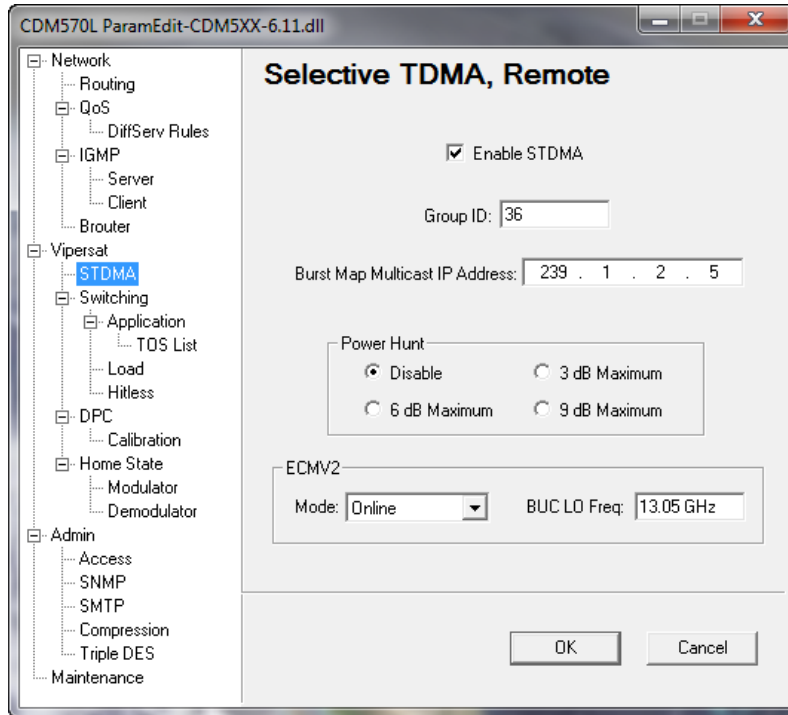 CDM570L ParamEdit-CDM5XX-6.11.dll
Network
Routing
QoS
DiffServ Rules
IGMP
Server
Client
Brouter
Vipersat
STDMA
Switching
Application
TOS List
Load
Hitless
DPC
Calibration
Home State
Modulator
Demodulator
Admin
Access
SNMP
SMTP
Compression
Triple DES
Maintenance
Selective TDMA, Remote
Enable STDMA
Group ID: 36
Burst Map Multicast IP Address: 239 . 1 . 2 . 5
Power Hunt
Disable 3 dB Maximum
6 dB Maximum 9 dB Maximum
ECMV2
Mode: Online BUC LO Freq: 13.05 GHz
OK Cancel